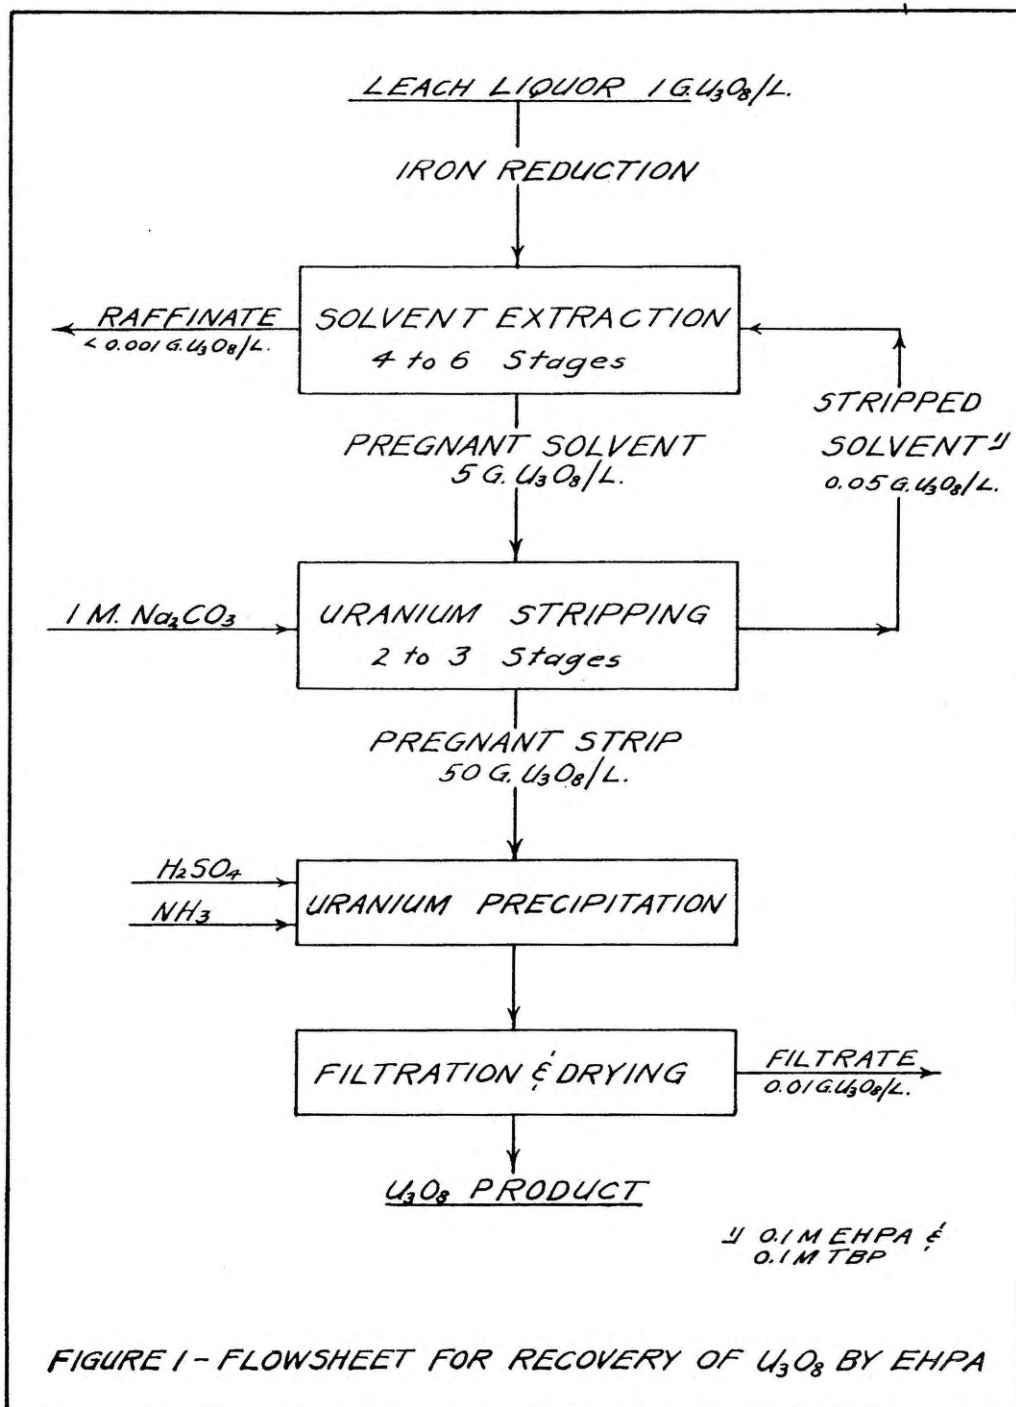 LEACH LIQUOR 1 G.U₃O₈/L.
IRON REDUCTION
RAFFINATE
< 0.001 G.U₃O₈/L.
SOLVENT EXTRACTION
4 to 6 Stages
STRIPPED
SOLVENT 1/
0.05 G.U₃O₈/L.
PREGNANT SOLVENT
5 G. U₃O₈/L.
1 M. Na₂CO₃
URANIUM STRIPPING
2 to 3 Stages
PREGNANT STRIP
50 G. U₃O₈/L.
H₂SO₄
NH₃
URANIUM PRECIPITATION
FILTRATION & DRYING
FILTRATE
0.01 G.U₃O₈/L.
U₃O₈ PRODUCT
1/ 0.1 M EHPA &
0.1 M TBP
FIGURE 1 - FLOWSHEET FOR RECOVERY OF U₃O₈ BY EHPA